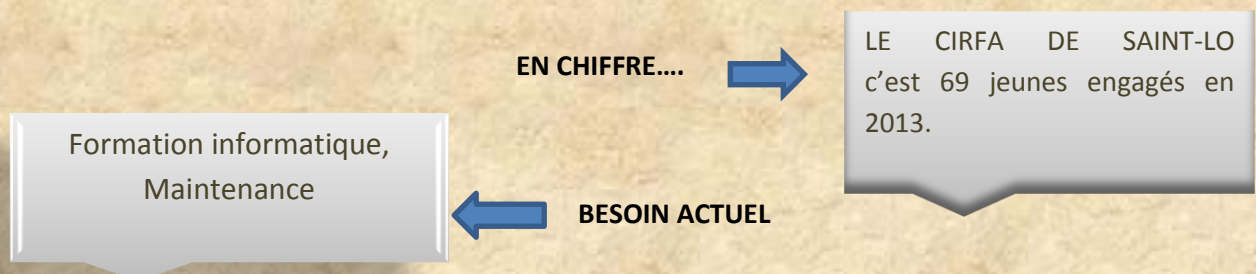 EN CHIFFRE....
LE CIRFA DE SAINT-LO
c’est 69 jeunes engagés en
2013.
Formation informatique,
Maintenance
BESOIN ACTUEL